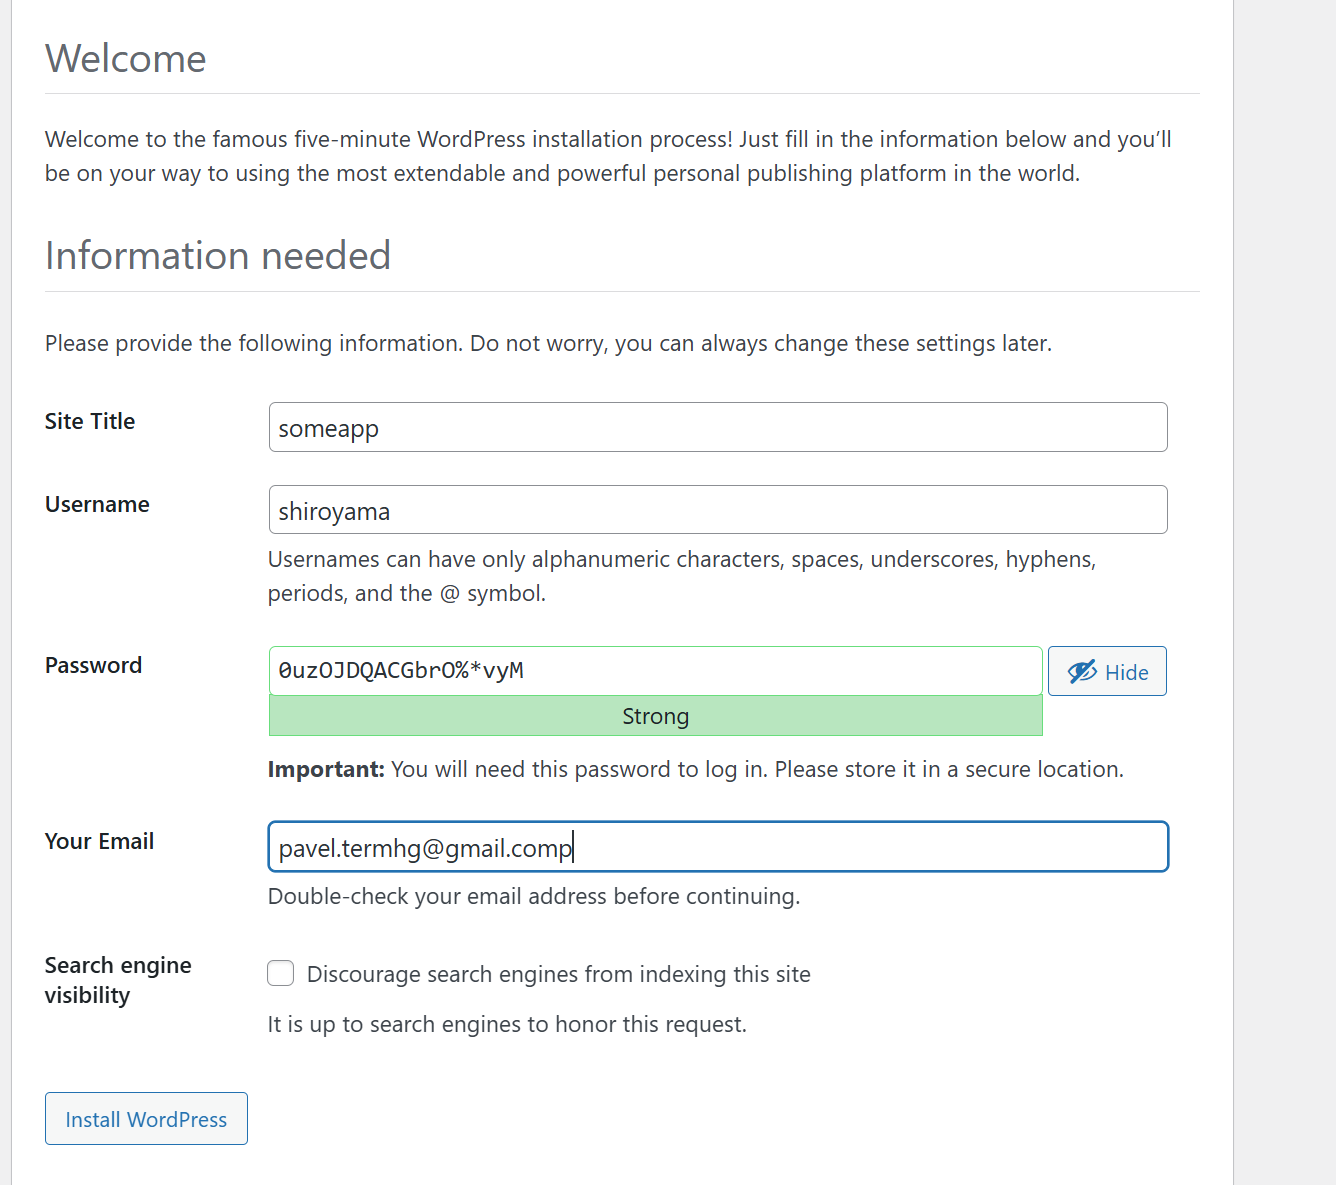 Welcome
Welcome to the famous five-minute WordPress installation process! Just fill in the information below and you’ll
be on your way to using the most extendable and powerful personal publishing platform in the world.
Information needed
Please provide the following information. Do not worry, you can always change these settings later.
Site Title
someapp
Username
shiroyama
Usernames can have only alphanumeric characters, spaces, underscores, hyphens,
periods, and the @ symbol.
Password
0uzOJDQACGbrO%*vyM
Hide
Strong
Important: You will need this password to log in. Please store it in a secure location.
Your Email
pavel.termhg@gmail.comp
Double-check your email address before continuing.
Search engine
visibility
Discourage search engines from indexing this site
It is up to search engines to honor this request.
Install WordPress